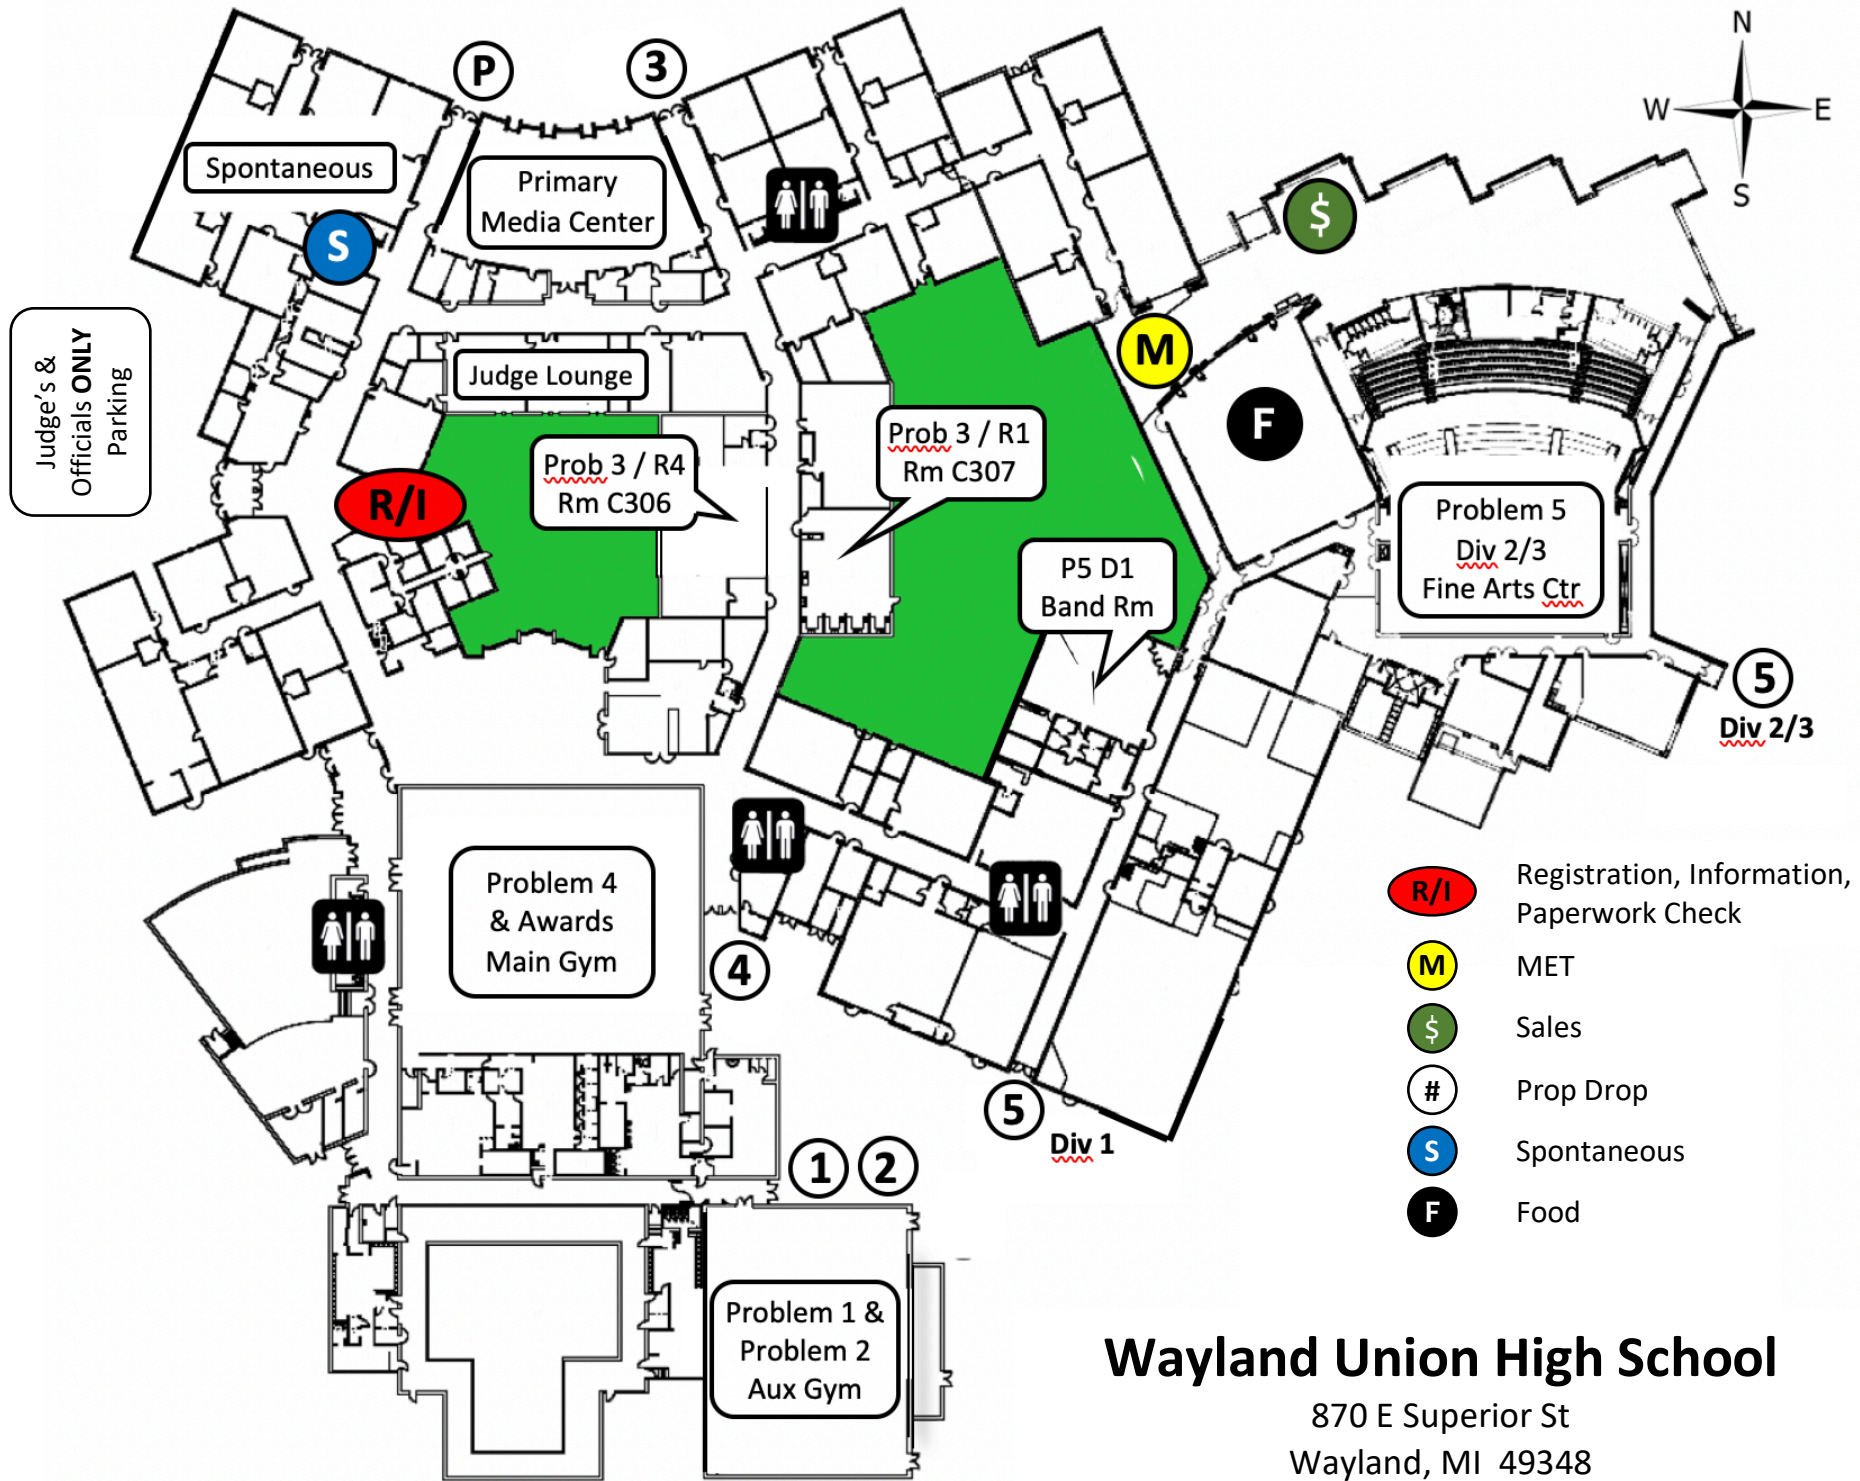 N
W
E
S
P
3
Spontaneous
S
Primary
Media Center
$
Judge's &
Officials ONLY
Parking
Judge Lounge
M
F
Prob 3 / R1
Rm C307
Prob 3 / R4
Rm C306
R/I
Problem 5
Div 2/3
Fine Arts Ctr
P5 D1
Band Rm
5
Div 2/3
Problem 4
& Awards
Main Gym
4
5
Div 1
1
2
Problem 1 &
Problem 2
Aux Gym
R/I Registration, Information,
Paperwork Check
M MET
$ Sales
# Prop Drop
S Spontaneous
F Food
Wayland Union High School
870 E Superior St
Wayland, MI 49348